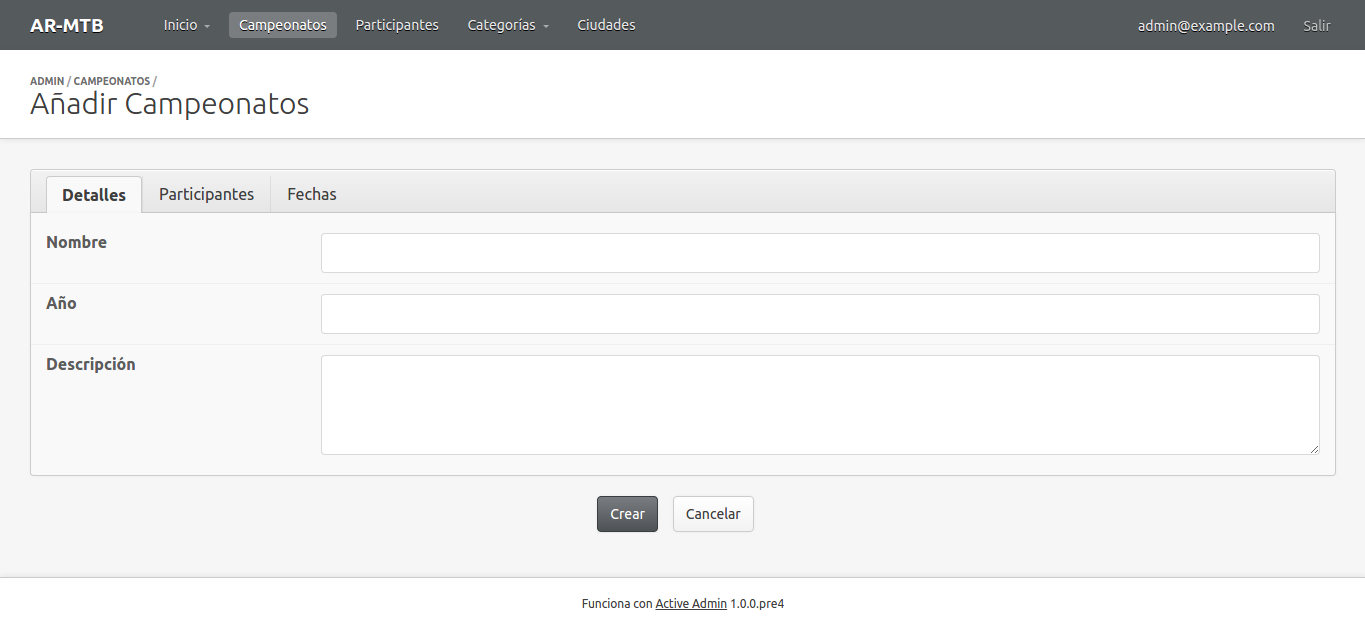 AR-MTB Inicio Campeonatos Participantes Categorías Ciudades admin@example.com Salir
ADMIN / CAMPEONATOS /
Añadir Campeonatos
Detalles Participantes Fechas
Nombre
Año
Descripción
Crear Cancelar
Funciona con Active Admin 1.0.0.pre4